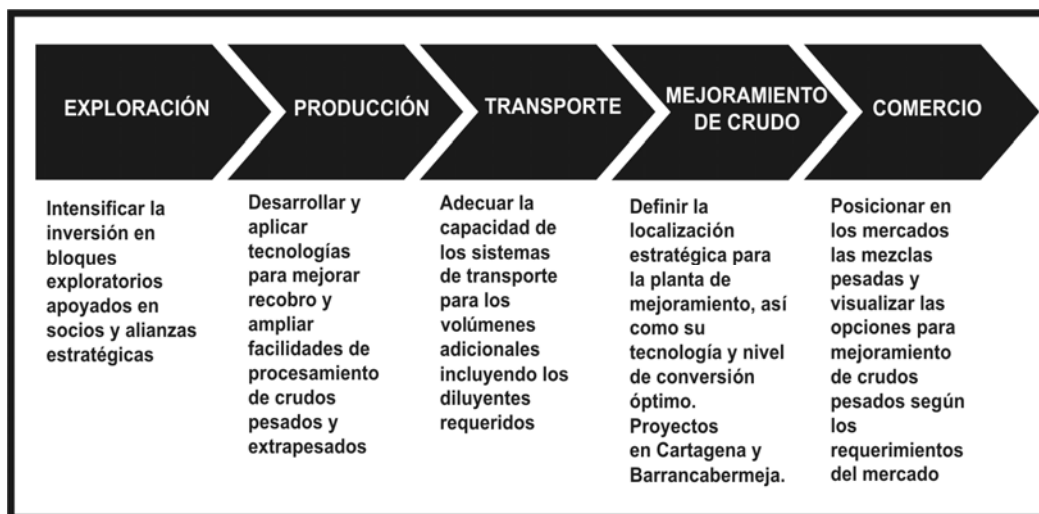 EXPLORACIÓN
PRODUCCIÓN
TRANSPORTE
MEJORAMIENTO
DE CRUDO
COMERCIO
Intensificar la
inversión en
bloques
exploratorios
apoyados en
socios y alianzas
estratégicas
Desarrollar y
aplicar
tecnologías
para mejorar
recobro y
ampliar
facilidades de
procesamiento
de crudos
pesados y
extrapesados
Adecuar la
capacidad de
los sistemas
de transporte
para los
volúmenes
adicionales
incluyendo los
diluyentes
requeridos
Definir la
localización
estratégica para
la planta de
mejoramiento, así
como su
tecnología y nivel
de conversión
óptimo.
Proyectos
en Cartagena y
Barrancabermeja.
Posicionar en
los mercados
las mezclas
pesadas y
visualizar las
opciones para
mejoramiento
de crudos
pesados según
los
requerimientos
del mercado